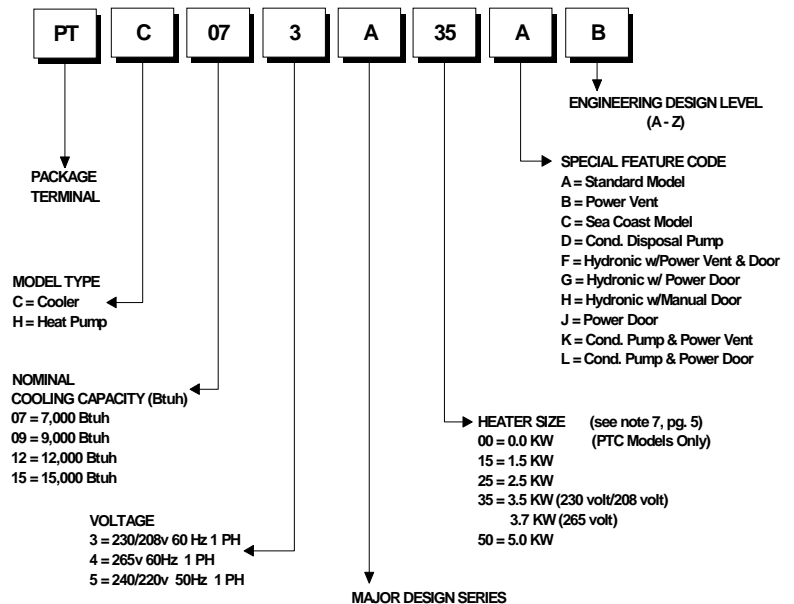 PT C 07 3 A 35 A B
ENGINEERING DESIGN LEVEL
(A - Z)
SPECIAL FEATURE CODE
A = Standard Model
B = Power Vent
C = Sea Coast Model
D = Cond. Disposal Pump
F = Hydronic w/Power Vent & Door
G = Hydronic w/ Power Door
H = Hydronic w/Manual Door
J = Power Door
K = Cond. Pump & Power Vent
L = Cond. Pump & Power Door
PACKAGE
TERMINAL
MODEL TYPE
C = Cooler
H = Heat Pump
NOMINAL
COOLING CAPACITY (Btuh)
07 = 7,000 Btuh
09 = 9,000 Btuh
12 = 12,000 Btuh
15 = 15,000 Btuh
HEATER SIZE (see note 7, pg. 5)
00 = 0.0 KW (PTC Models Only)
15 = 1.5 KW
25 = 2.5 KW
35 = 3.5 KW (230 volt/208 volt)
3.7 KW (265 volt)
50 = 5.0 KW
VOLTAGE
3 = 230/208v 60 Hz 1 PH
4 = 265v 60Hz 1 PH
5 = 240/220v 50Hz 1 PH
MAJOR DESIGN SERIES